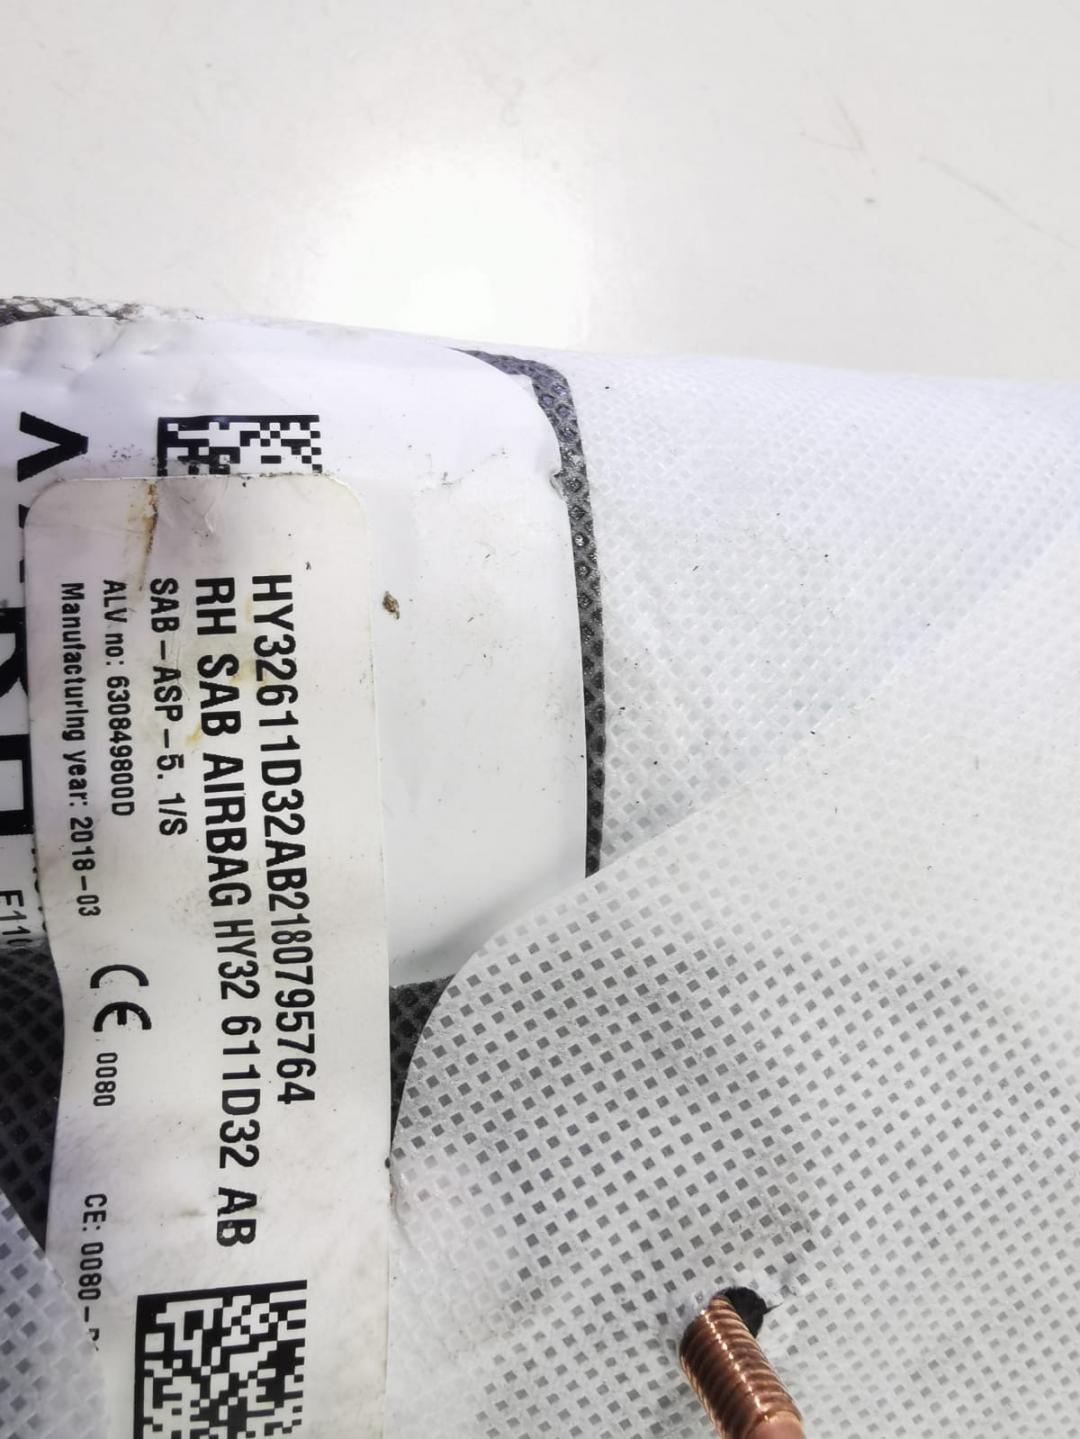 HY32611D32AB2180795764
RH SAB AIRBAG HY32 611D32 AB
SAB-ASP-5. 1/S
ALV no: 630849800D
Manufacturing year: 2018-03
CE 0080
CE: 0080-